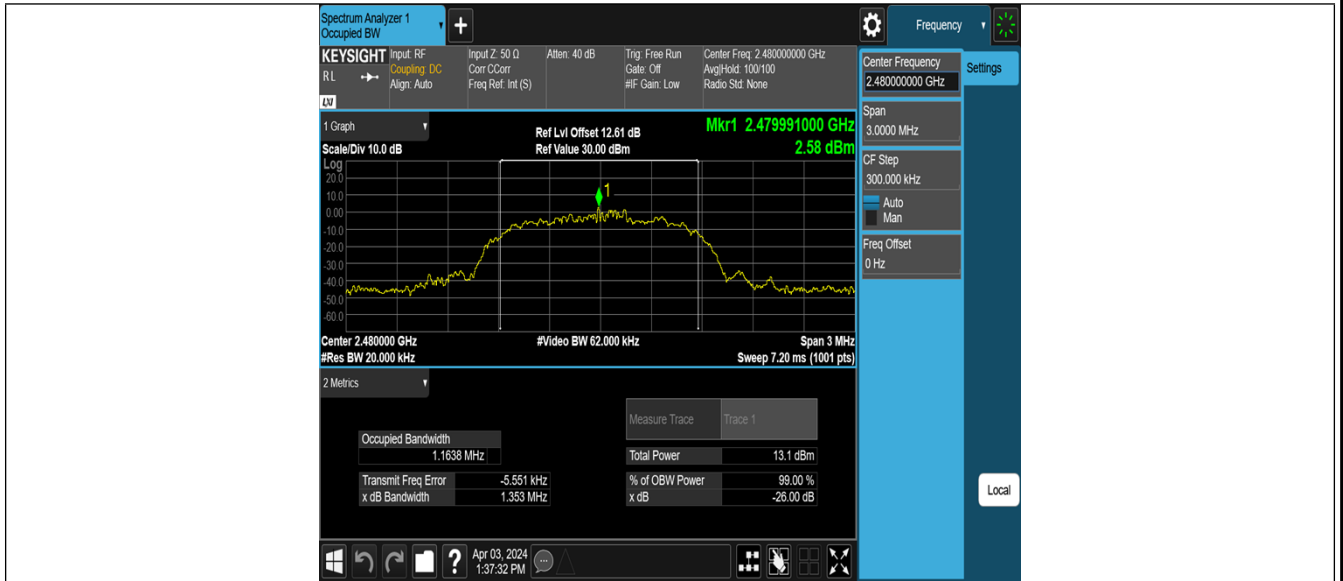 Spectrum Analyzer 1
Occupied BW
+
Frequency
KEYSIGHT
RL
LXI
Input: RF
Coupling: DC
Align: Auto
Input Z: 50 Ω
Corr CCorr
Freq Ref: Int (S)
Atten: 40 dB
Trig: Free Run
Gate: Off
#IF Gain: Low
Center Freq: 2.480000000 GHz
Avg|Hold: 100/100
Radio Std: None
Center Frequency
2.480000000 GHz
Settings
Span
3.0000 MHz
CF Step
300.000 kHz
Auto
Man
Freq Offset
0 Hz
1 Graph
Scale/Div 10.0 dB
Ref Lvl Offset 12.61 dB
Ref Value 30.00 dBm
Mkr1 2.479991000 GHz
2.58 dBm
Log
20.0
10.0
0.00
-10.0
-20.0
-30.0
-40.0
-50.0
-60.0
1
Center 2.480000 GHz
#Res BW 20.000 kHz
#Video BW 62.000 kHz
Span 3 MHz
Sweep 7.20 ms (1001 pts)
2 Metrics
Measure Trace Trace 1
Occupied Bandwidth
1.1638 MHz
Total Power 13.1 dBm
Transmit Freq Error -5.551 kHz
x dB Bandwidth 1.353 MHz
% of OBW Power 99.00 %
x dB -26.00 dB
Local
?
Apr 03, 2024
1:37:32 PM